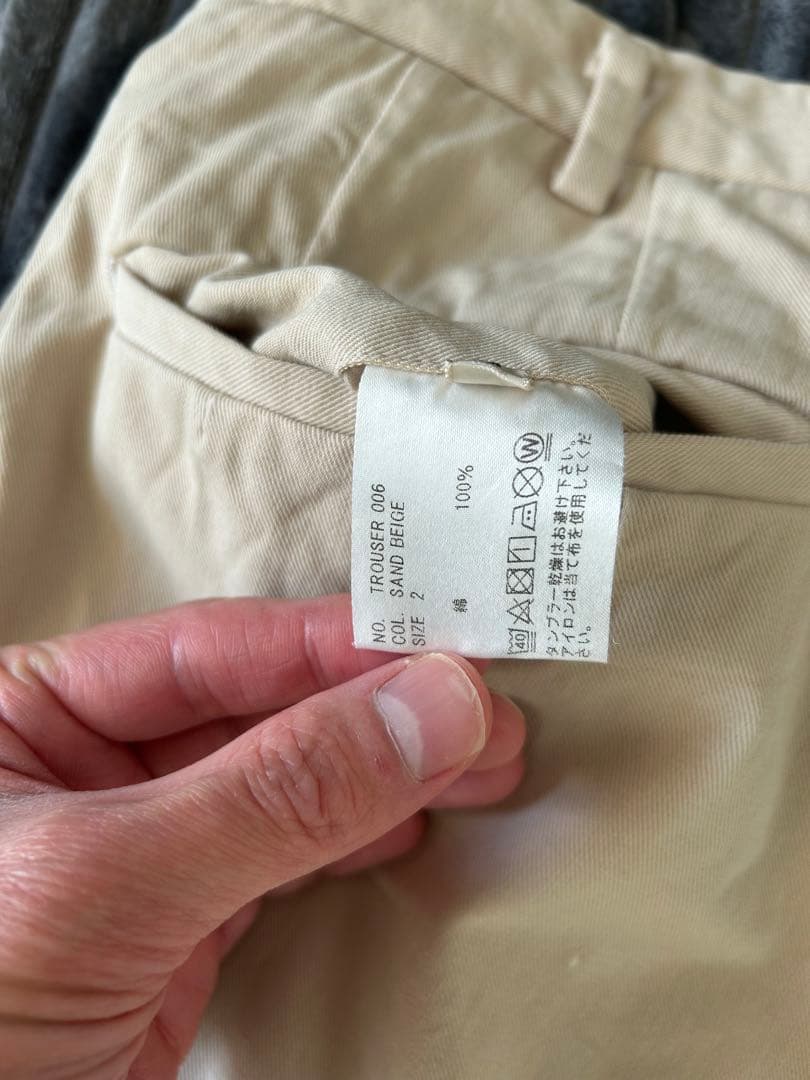 NO. TROUSER 006
COL. SAND BEIGE
SIZE 2
綿 100%
40 W
タンブラー乾燥はお避け下さい。
アイロンは当て布を使用してくだ
さい。